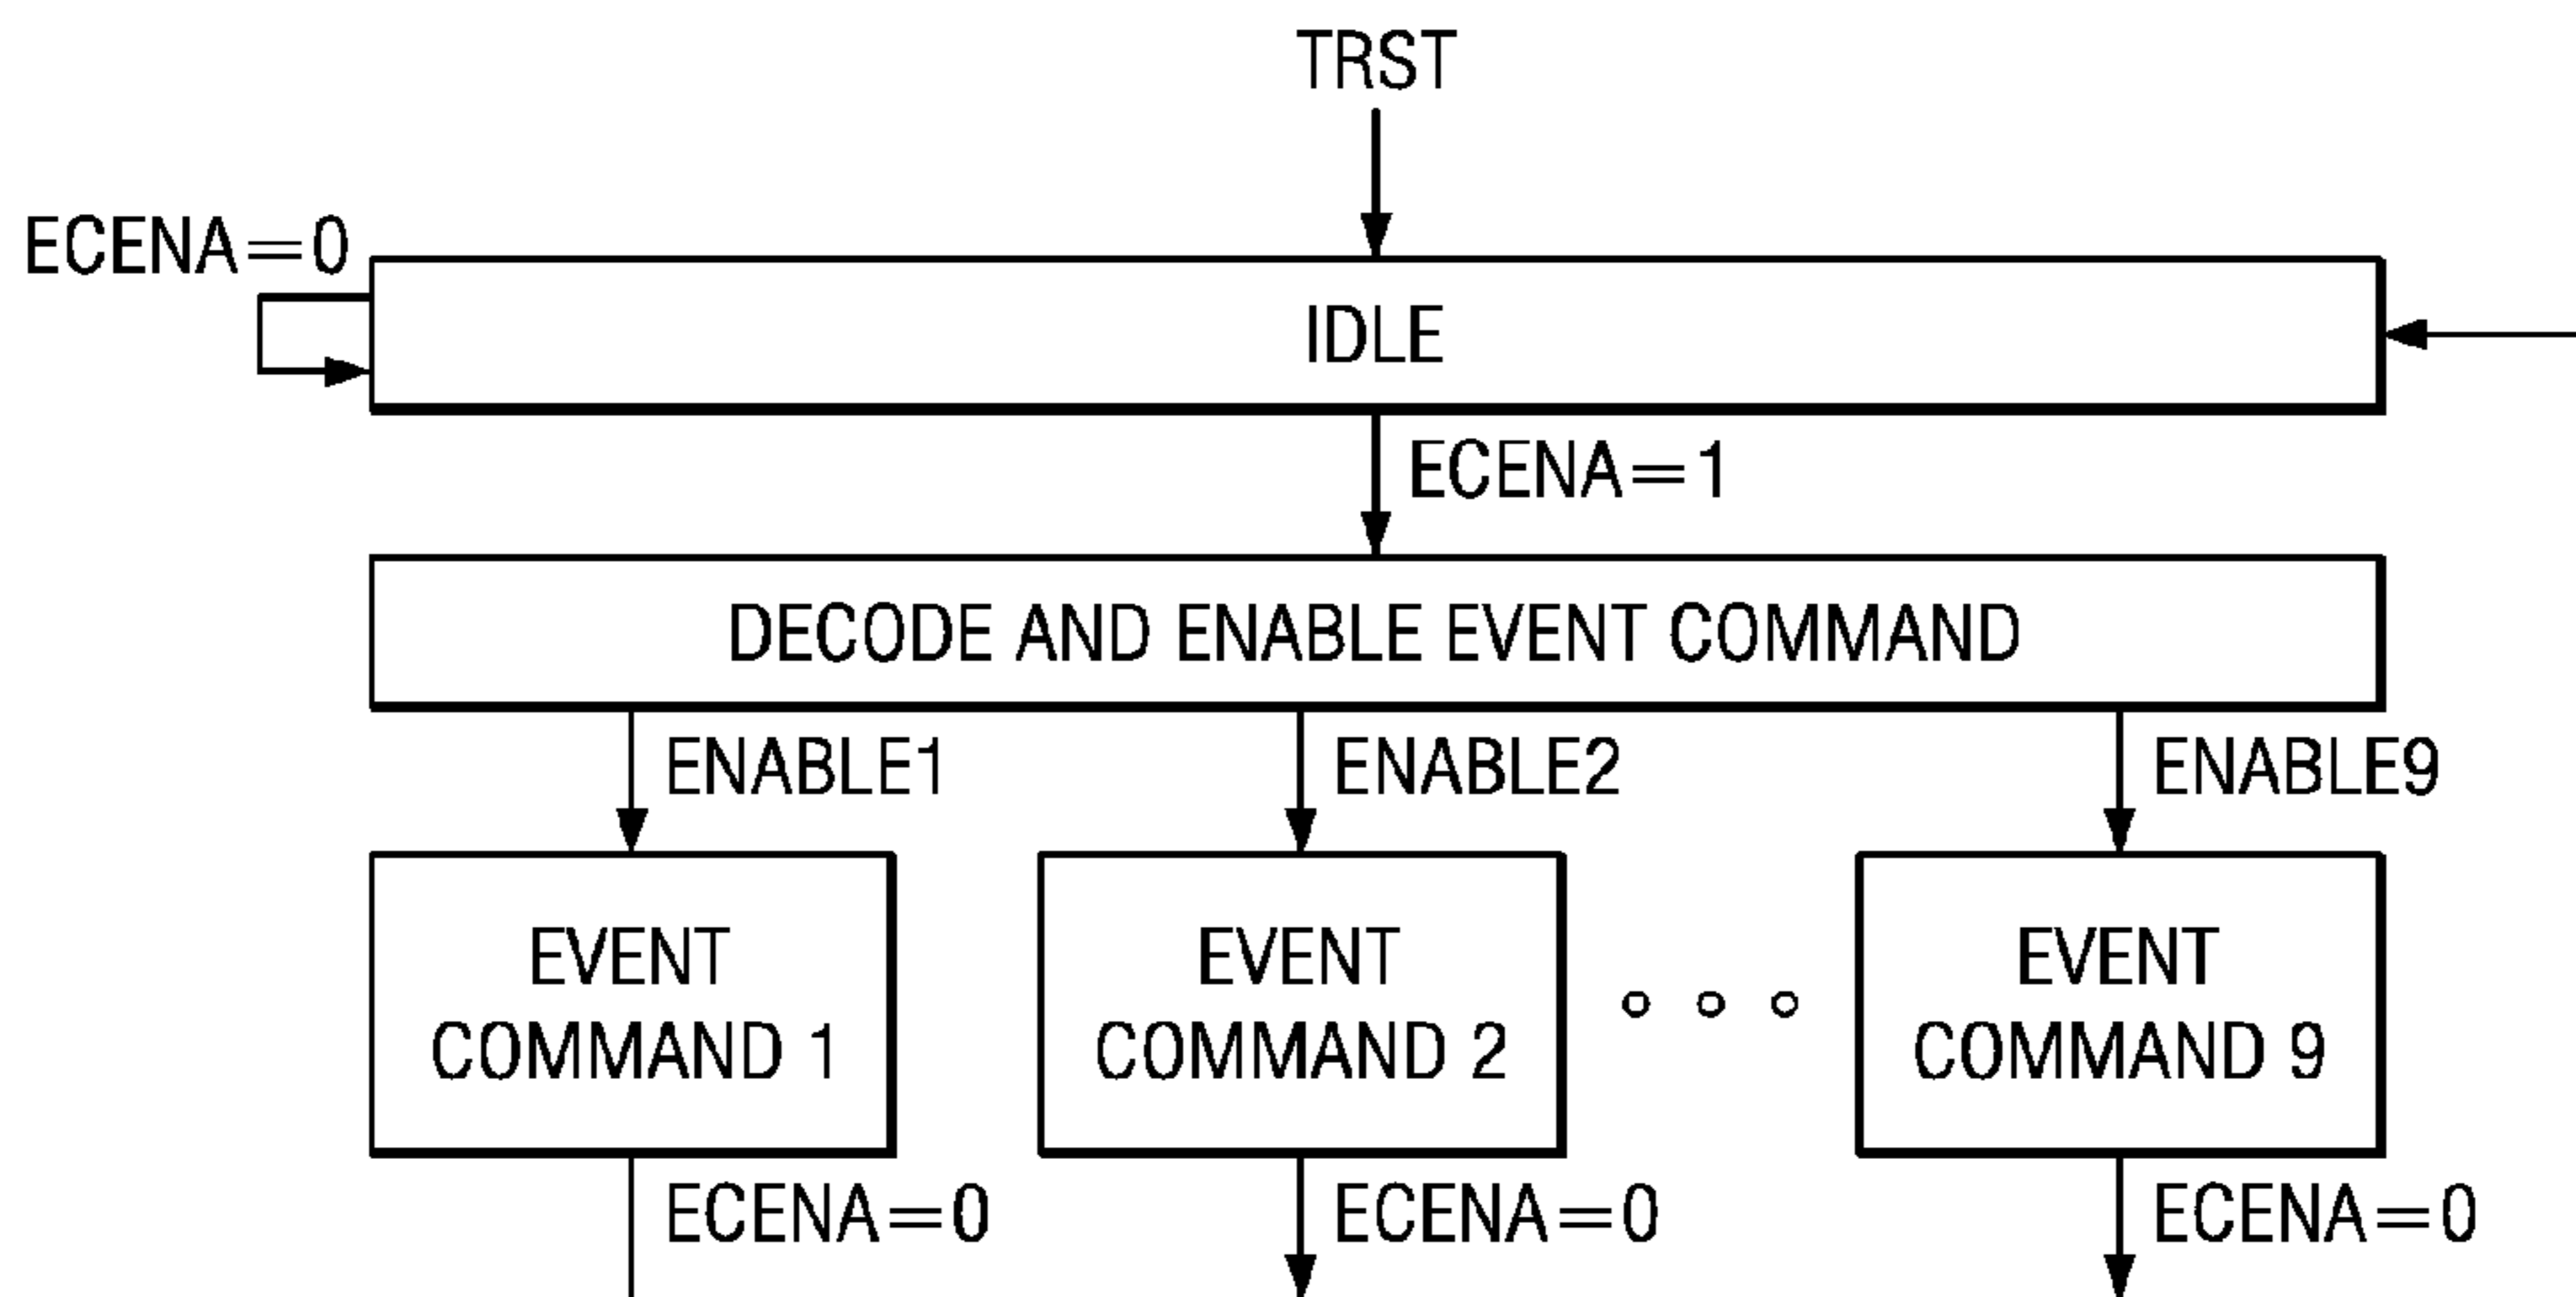 TRST
ECENA=0
IDLE
ECENA=1
DECODE AND ENABLE EVENT COMMAND
ENABLE1
ENABLE2
ENABLE9
EVENT
COMMAND 1
EVENT
COMMAND 2
EVENT
COMMAND 9
ECENA=0
ECENA=0
ECENA=0